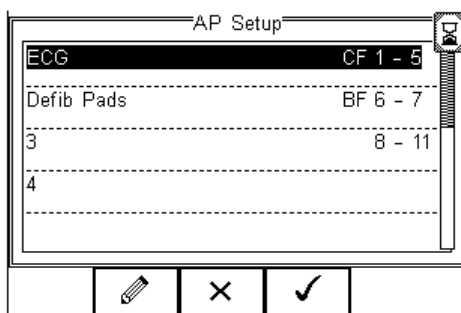 AP Setup
ECG CF 1 - 5
Defib Pads BF 6 - 7
3 8 - 11
4